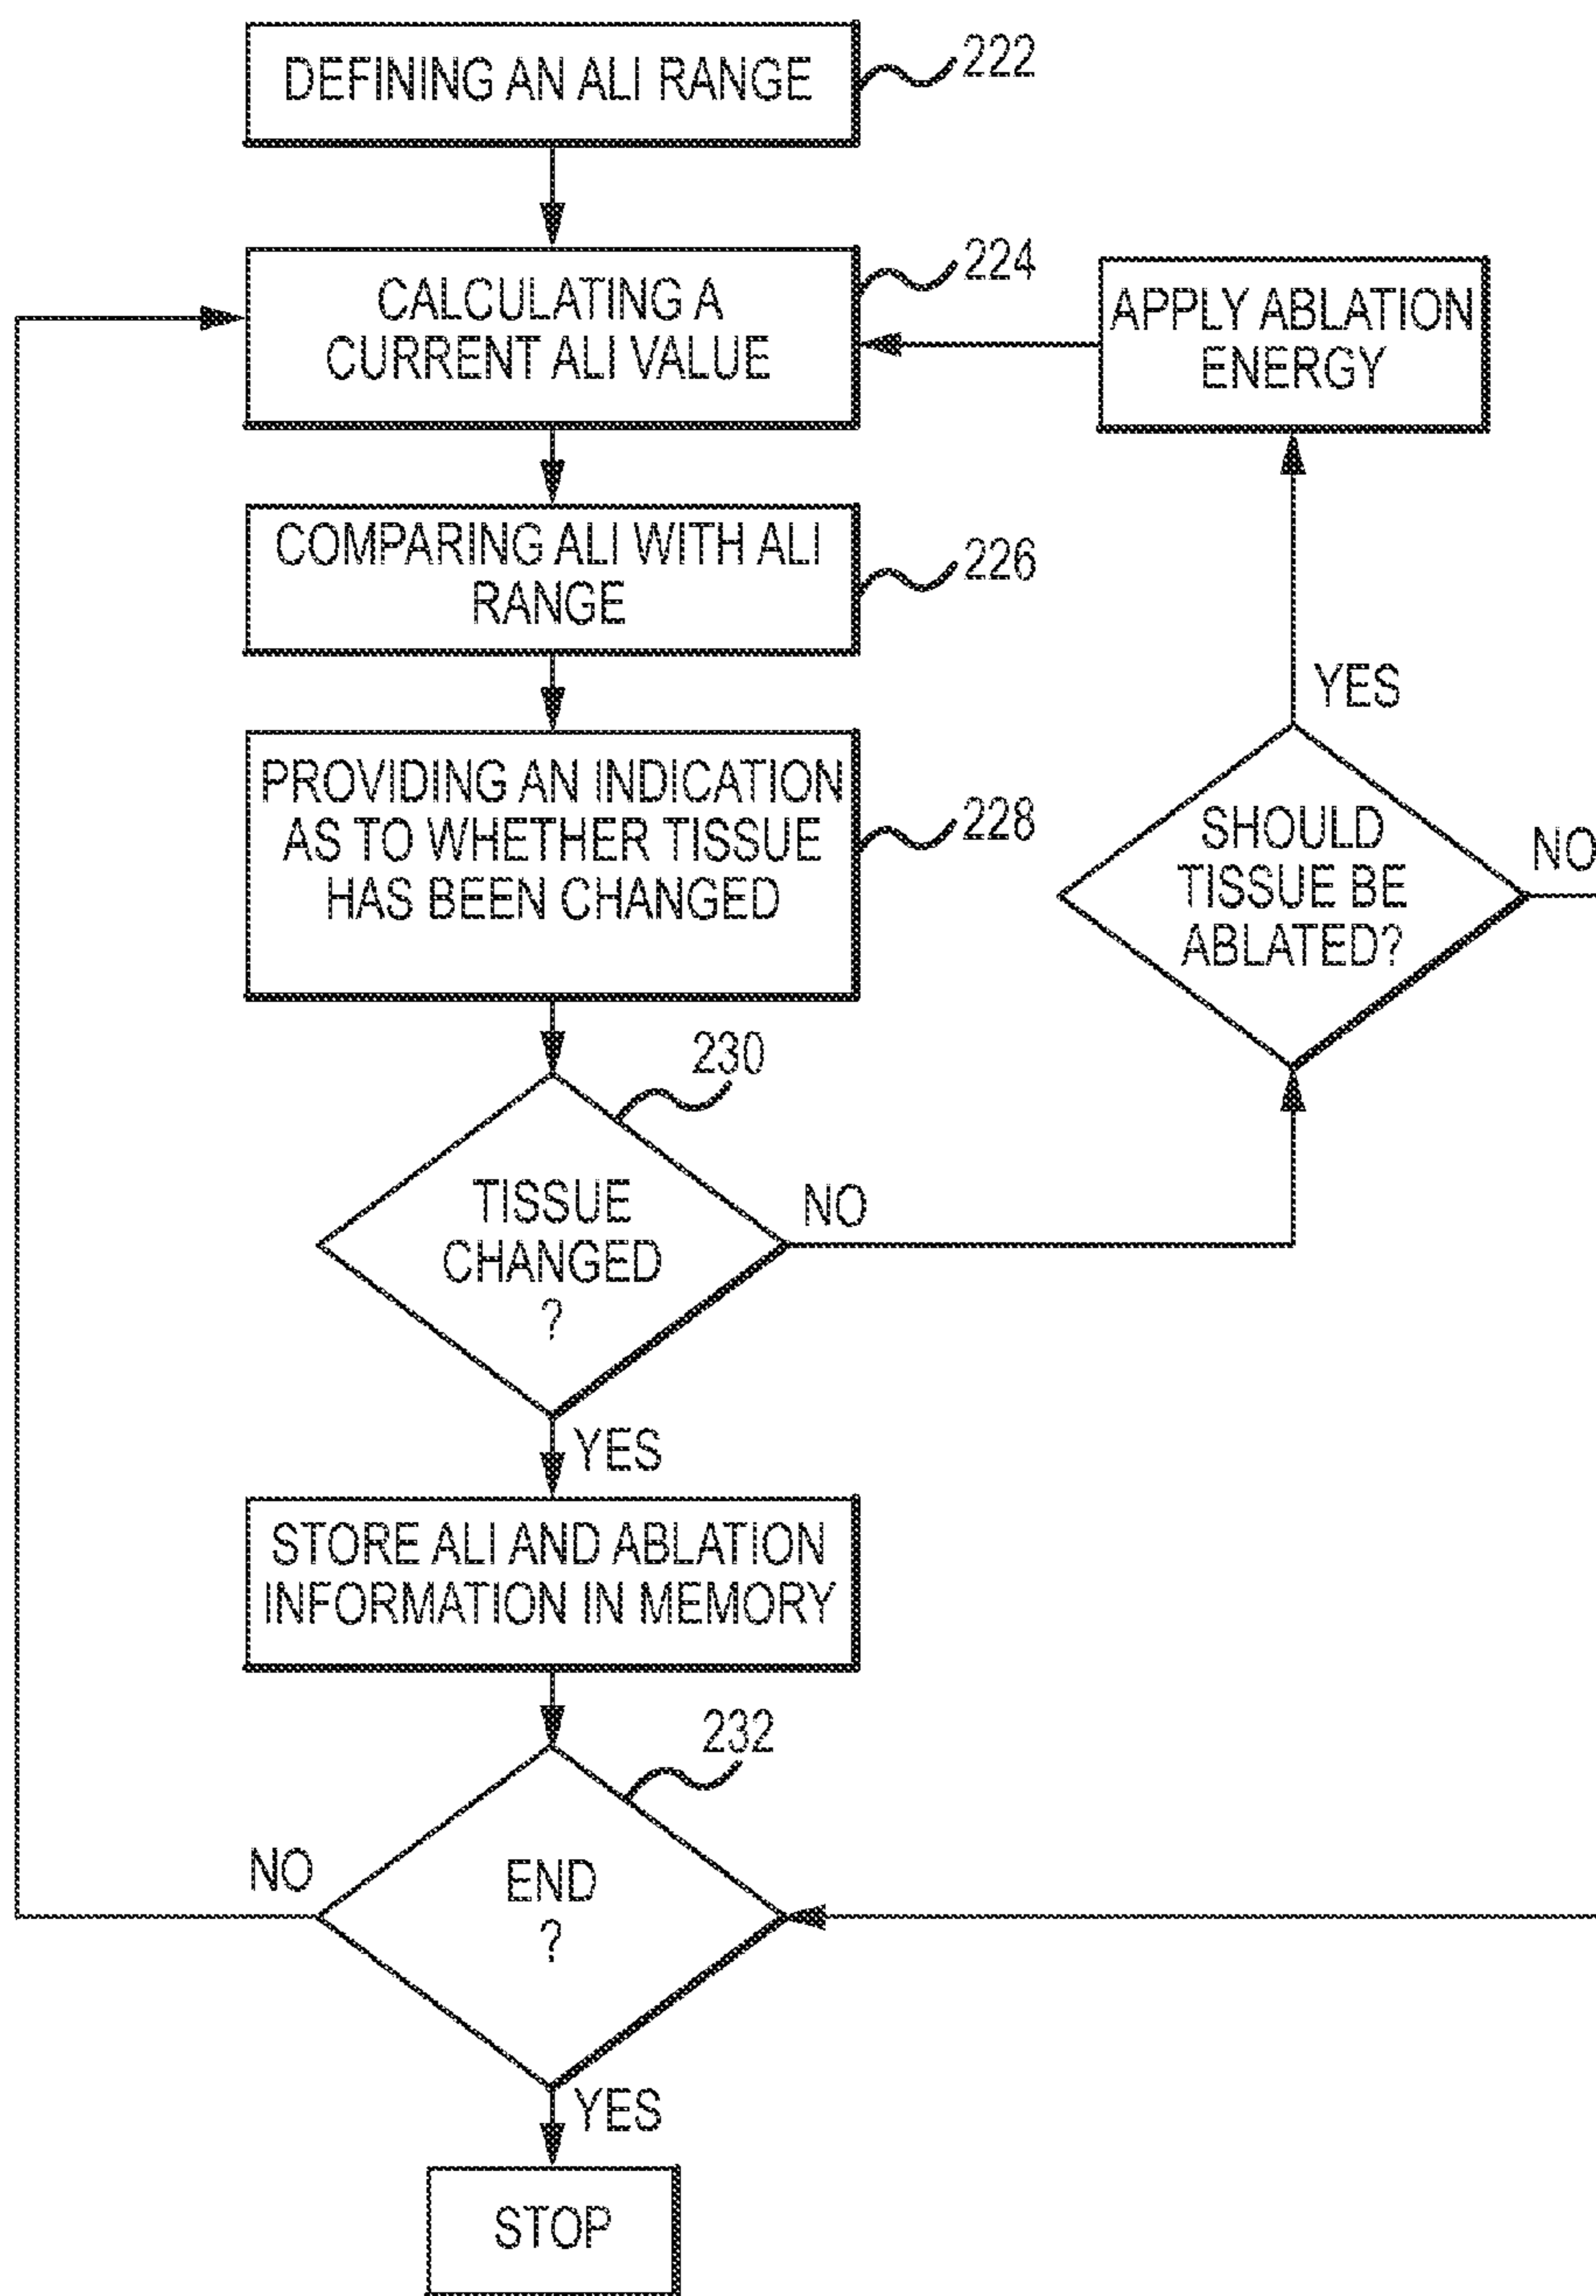 DEFINING AN ALI RANGE
222
CALCULATING A
CURRENT ALI VALUE
224
APPLY ABLATION
ENERGY
COMPARING ALI WITH ALI
RANGE
226
YES
PROVIDING AN INDICATION
AS TO WHETHER TISSUE
HAS BEEN CHANGED
228
SHOULD
TISSUE BE
ABLATED?
NO
230
TISSUE
CHANGED
?
NO
YES
STORE ALI AND ABLATION
INFORMATION IN MEMORY
232
END
?
NO
YES
STOP